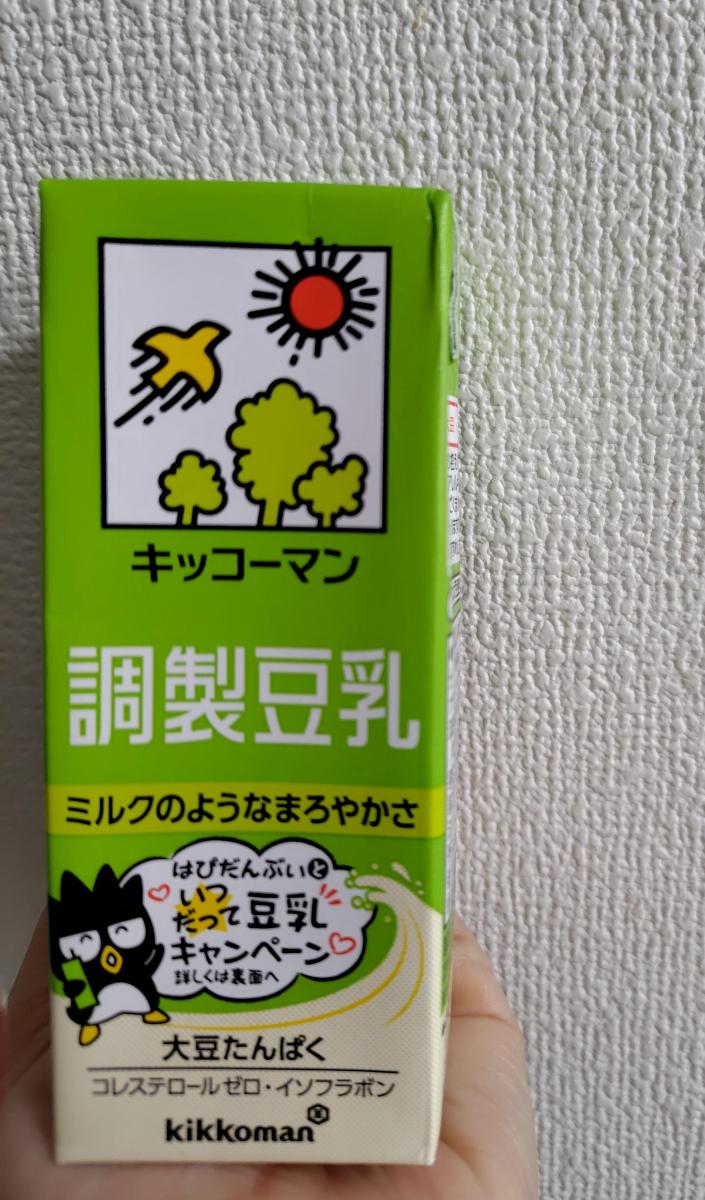 キッコーマン
調製豆乳
ミルクのようなまろやかさ
はぴだんぶいと
いつ
だって豆乳
キャンペーン
詳しくは裏面へ
大豆たんぱく
コレステロールゼロ・イソフラボン
kikkoman